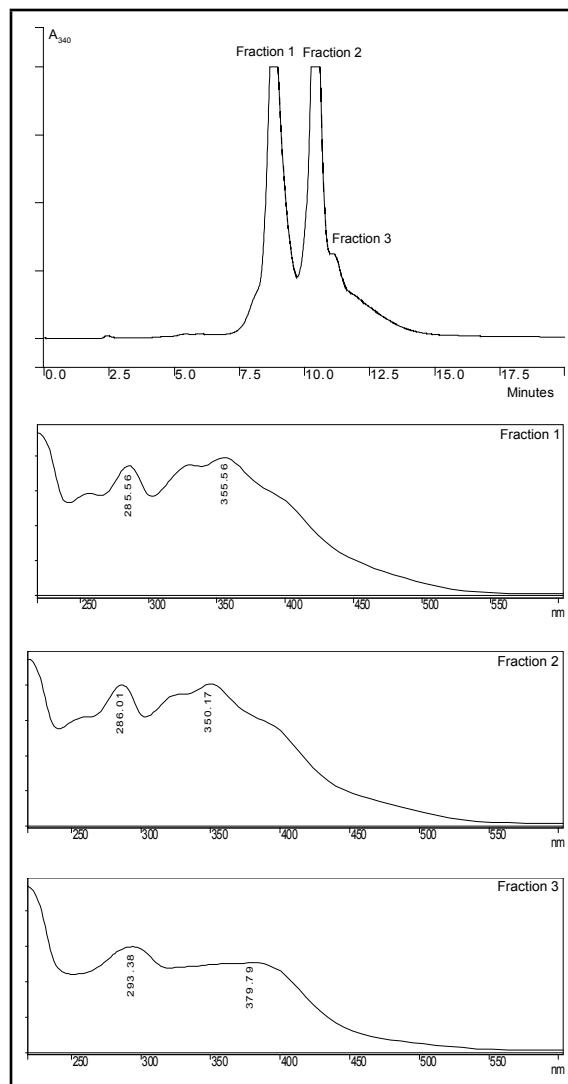 A340
Fraction 1 Fraction 2
Fraction 3
0.0 2.5 5.0 7.5 10.0 12.5 15.0 17.5
Minutes
Fraction 1
285.56 355.56
250 300 350 400 450 500 550
nm
Fraction 2
286.01 350.17
250 300 350 400 450 500 550
nm
Fraction 3
293.38 379.79
250 300 350 400 450 500 550
nm